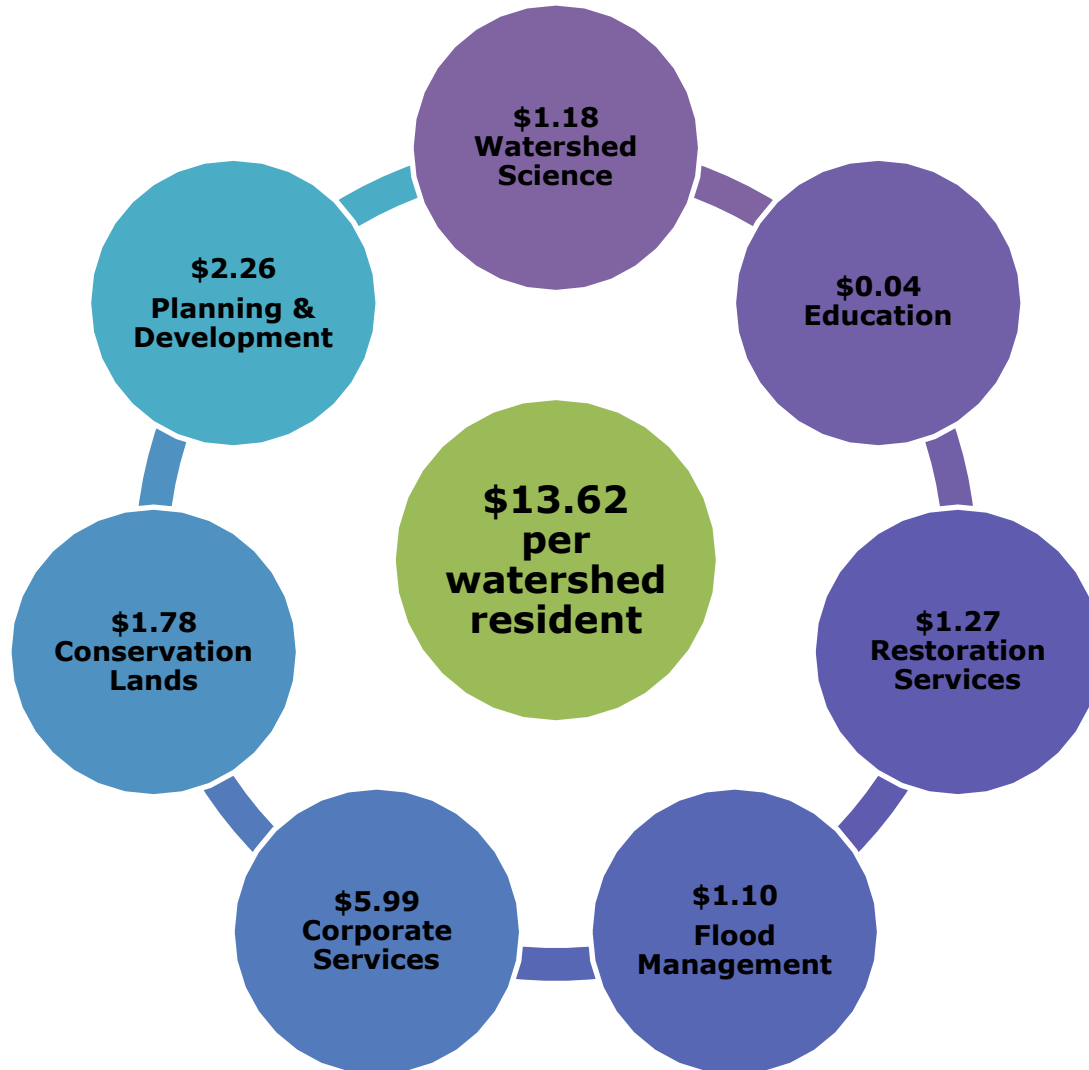 $1.18
Watershed
Science
$0.04
Education
$1.27
Restoration
Services
$1.10
Flood
Management
$5.99
Corporate
Services
$1.78
Conservation
Lands
$2.26
Planning &
Development
$13.62
per
watershed
resident